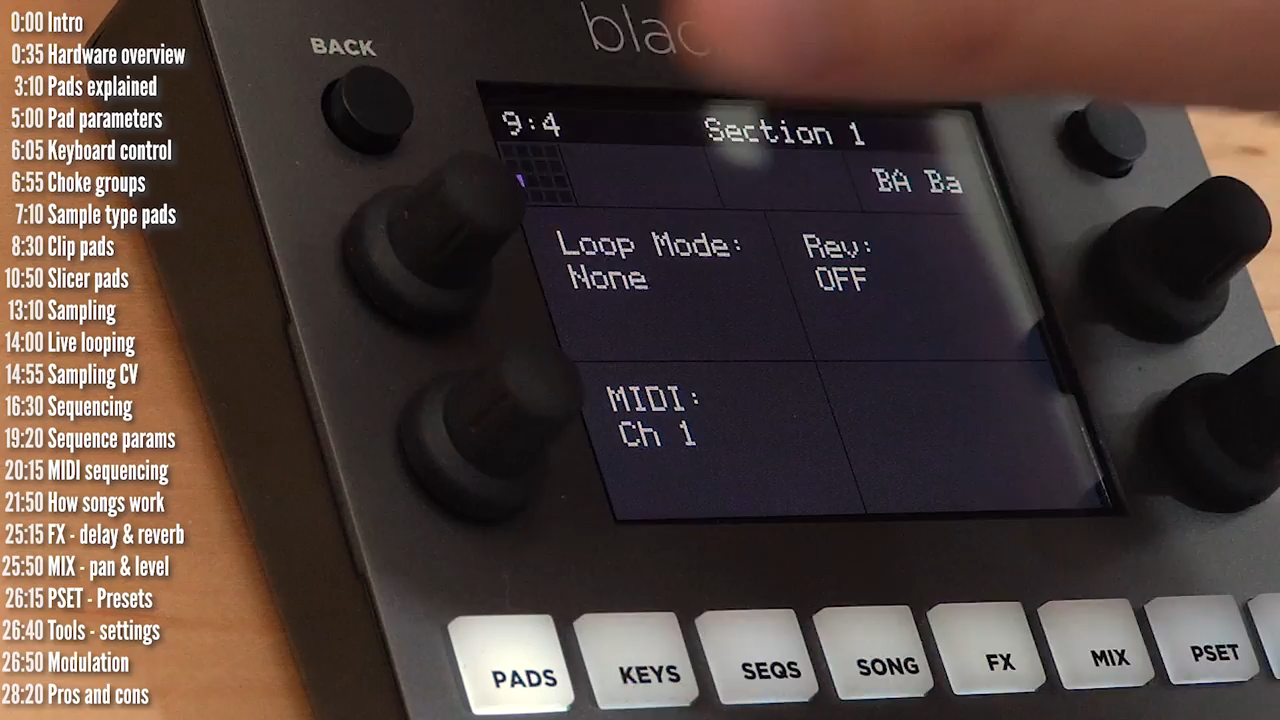 0:00 Intro
0:35 Hardware overview
3:10 Pads explained
5:00 Pad parameters
6:05 Keyboard control
6:55 Choke groups
7:10 Sample type pads
8:30 Clip pads
10:50 Slicer pads
13:10 Sampling
14:00 Live looping
14:55 Sampling CV
16:30 Sequencing
19:20 Sequence params
20:15 MIDI sequencing
21:50 How songs work
25:15 FX - delay & reverb
25:50 MIX - pan & level
26:15 PSET - Presets
26:40 Tools - settings
26:50 Modulation
28:20 Pros and cons
BACK
blac
9:4 Section 1
BA Ba
Loop Mode: Rev:
None OFF
MIDI:
Ch 1
PADS KEYS SEQS SONG FX MIX PSET